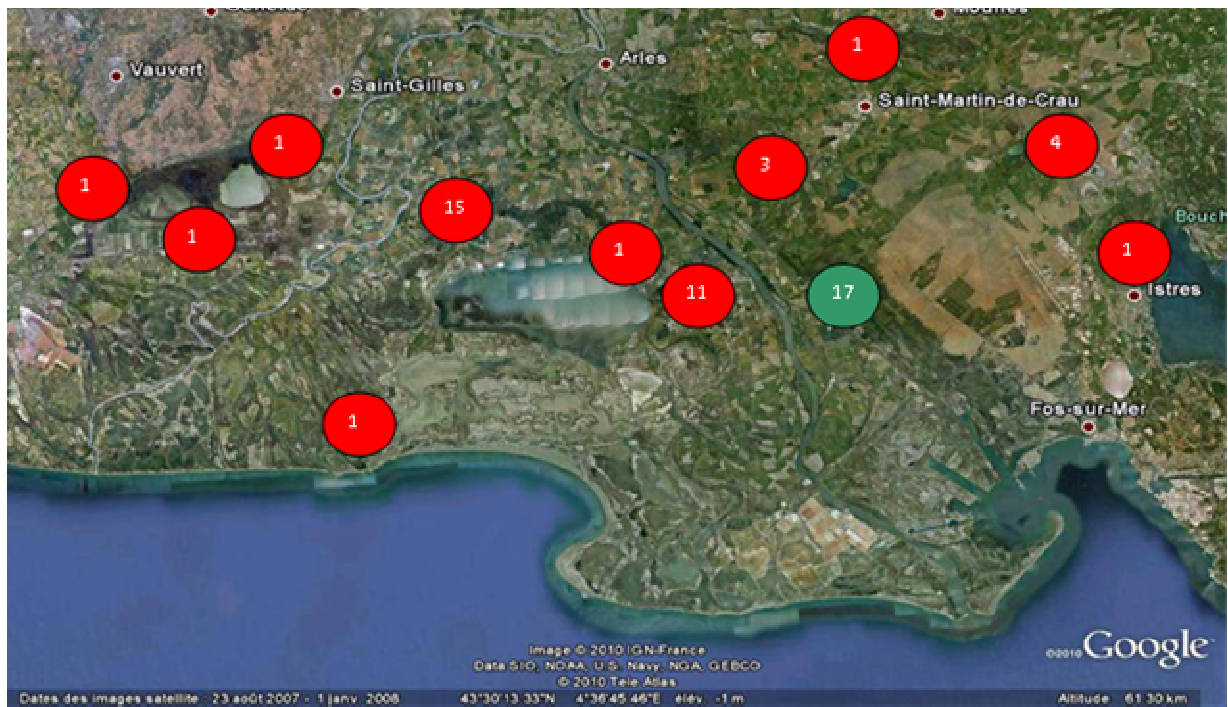 Vauvert
Saint-Gilles
Arles
1
Saint-Martin-de-Crau
1
1
1
15
3
4
1
11
17
1
Istres
1
Fos-sur-Mer
Image © 2010 IGN-France
Data SIO, NOAA, U.S. Navy, NGA, GEBCO
© 2010 Tele Atlas
©2010 Google
Dates des images satellite 23 août 2007 - 1 janv. 2008 43°30'13.33"N 4°36'45.46"E élév. -1 m Altitude 61.30 km